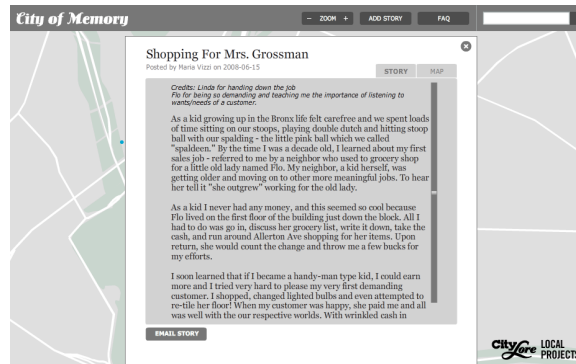 City of Memory
− ZOOM +
ADD STORY
FAQ
Shopping For Mrs. Grossman
Posted by Maria Vizzi on 2008-06-15
STORY
MAP
Credits: Linda for handing down the job
Flo for being so demanding and teaching me the importance of listening to
wants/needs of a customer.
As a kid growing up in the Bronx life felt carefree and we spent loads
of time sitting on our stoops, playing double dutch and hitting stoop
ball with our spalding - the little pink ball which we called
"spaldeen." By the time I was a decade old, I learned about my first
sales job - referred to me by a neighbor who used to grocery shop
for a little old lady named Flo. My neighbor, a kid herself, was
getting older and moving on to other more meaningful jobs. To hear
her tell it "she outgrew" working for the old lady.
As a kid I never had any money, and this seemed so cool because
Flo lived on the first floor of the building just down the block. All I
had to do was go in, discuss her grocery list, write it down, take the
cash, and run around Allerton Ave shopping for her items. Upon
return, she would count the change and throw me a few bucks for
my efforts.
I soon learned that if I became a handy-man type kid, I could earn
more and I tried very hard to please my very first demanding
customer. I shopped, changed lighted bulbs and even attempted to
re-tile her floor! When my customer was happy, she paid me and all
was well with the our respective worlds. With wrinkled cash in
EMAIL STORY
CityLore
LOCAL
PROJECTS